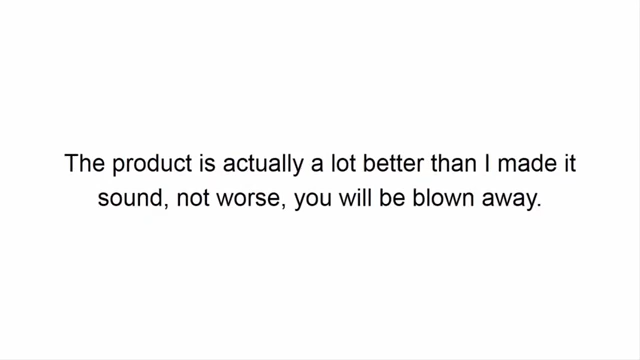 The product is actually a lot better than I made it
sound, not worse, you will be blown away.